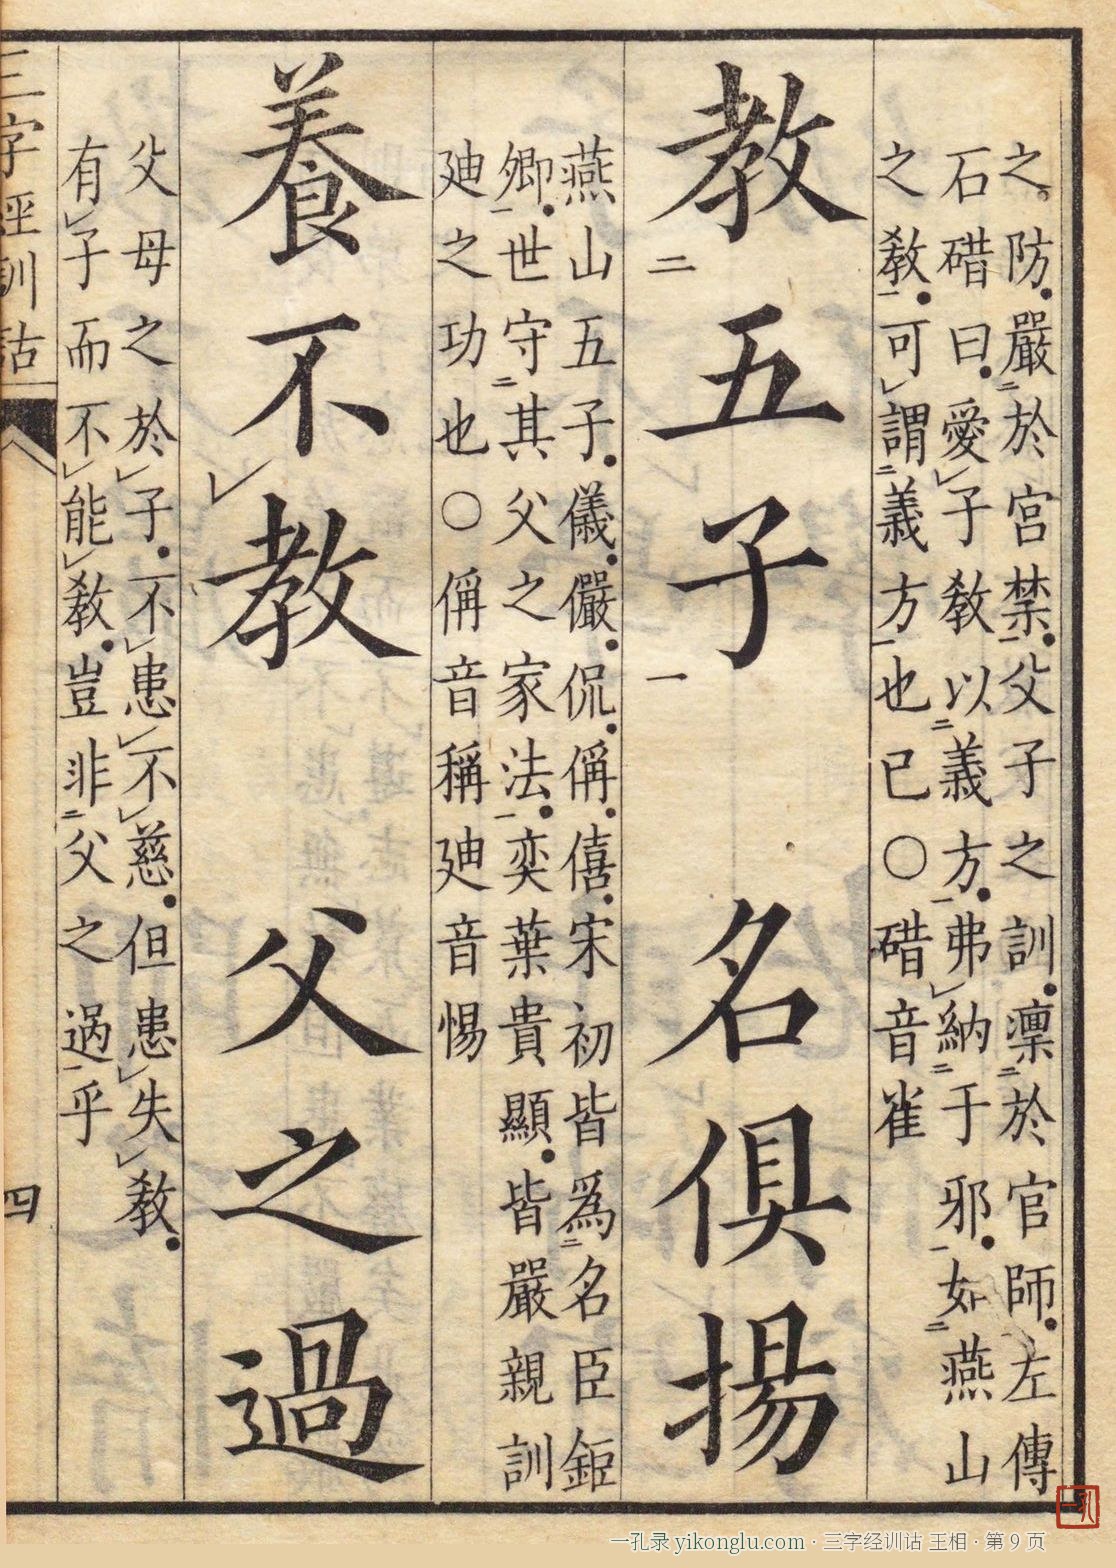 之防嚴於宮禁父子之訓凛於官師左傳
石碏曰愛子教以義方弗納于邪如燕山
之教可謂義方也已○碏音雀
教五子　名俱揚
燕山五子儀儼侃偁僖宋初皆為名臣鉅
卿世守其父之家法奕葉貴顯皆嚴親訓
廸之功也○偁音稱廸音惕
養不教　父之過
父母之於子不患不慈但患失教
有子而不能教豈非父之過乎
三字經訓詁
四
一孔录 yikonglu.com · 三字经训诂 王相 · 第 9 页